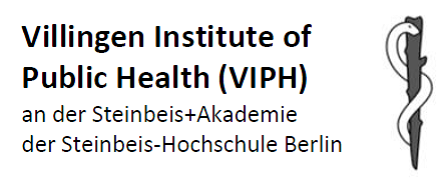 Villingen Institute of
Public Health (VIPH)
an der Steinbeis+Akademie
der Steinbeis-Hochschule Berlin